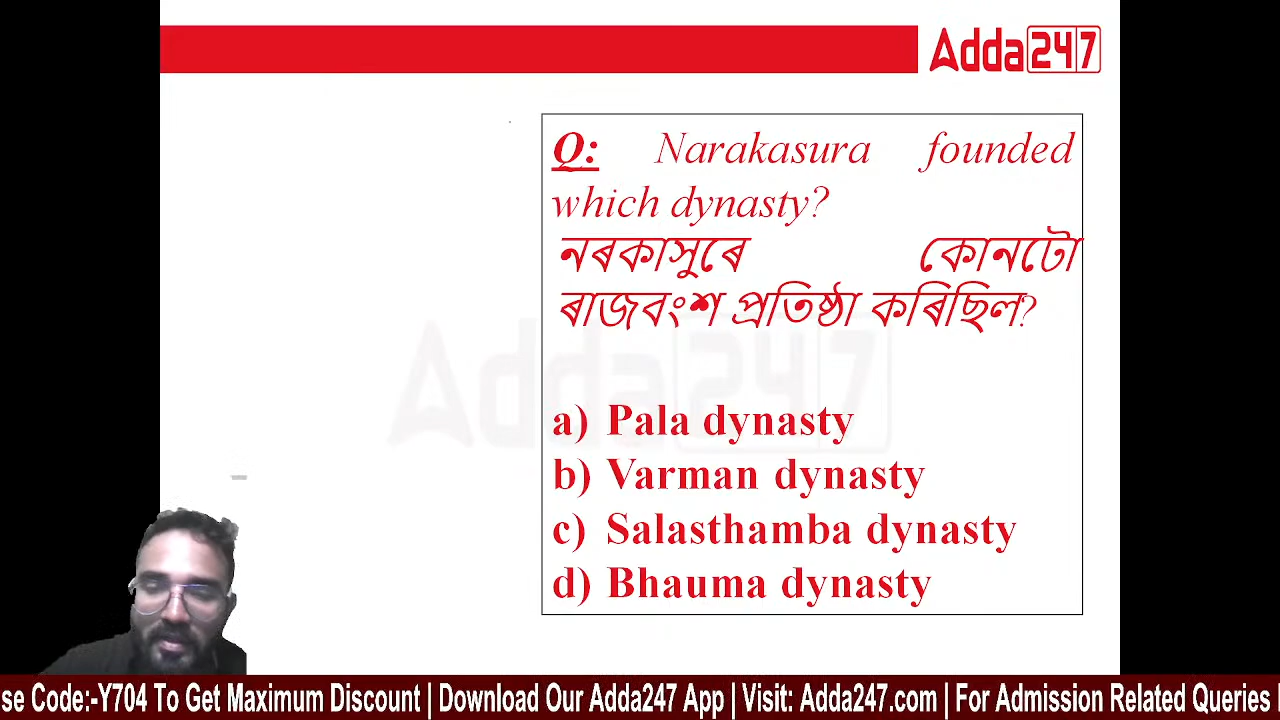 Adda247
Q: Narakasura founded
which dynasty?
নৰকাসুৰে কোনটো
ৰাজবংশ প্ৰতিষ্ঠা কৰিছিল?
Adda247
a) Pala dynasty
b) Varman dynasty
c) Salasthamba dynasty
d) Bhauma dynasty
se Code:-Y704 To Get Maximum Discount | Download Our Adda247 App | Visit: Adda247.com | For Admission Related Queries